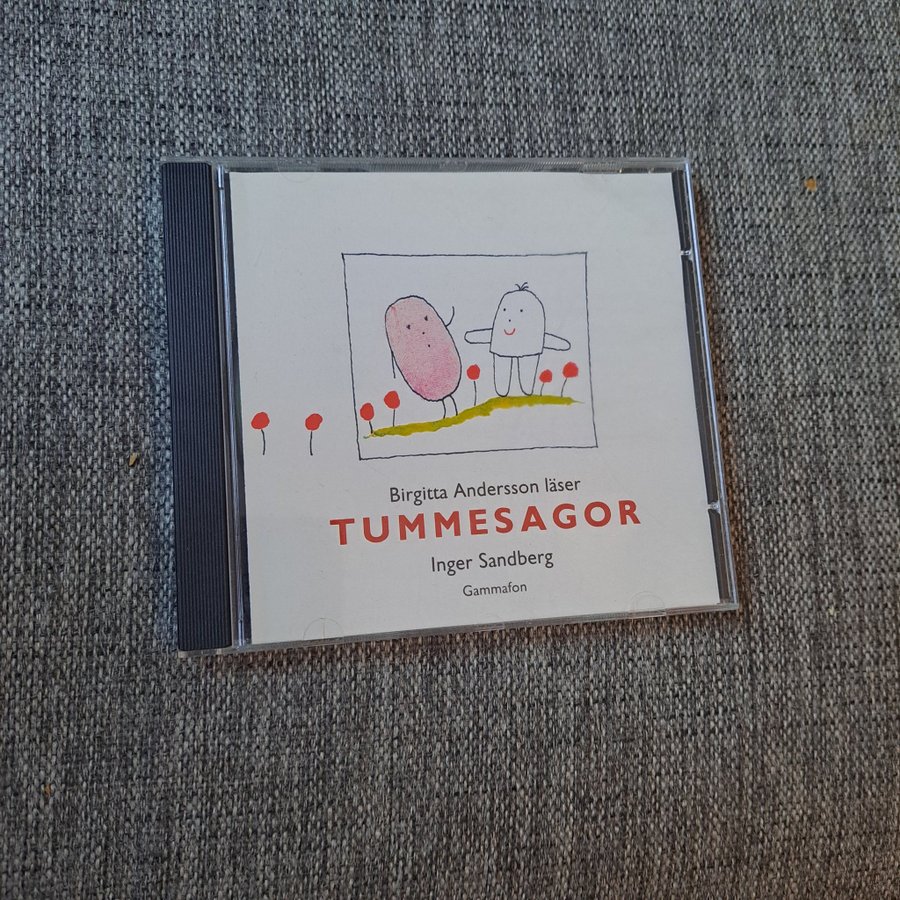 Birgitta Andersson läser
TUMMESAGOR
Inger Sandberg
Gammafon